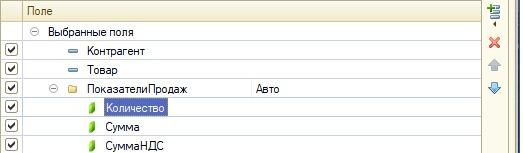 Поле
Выбранные поля
Контрагент
Товар
ПоказателиПродаж Авто
Количество
Сумма
СуммаНДС